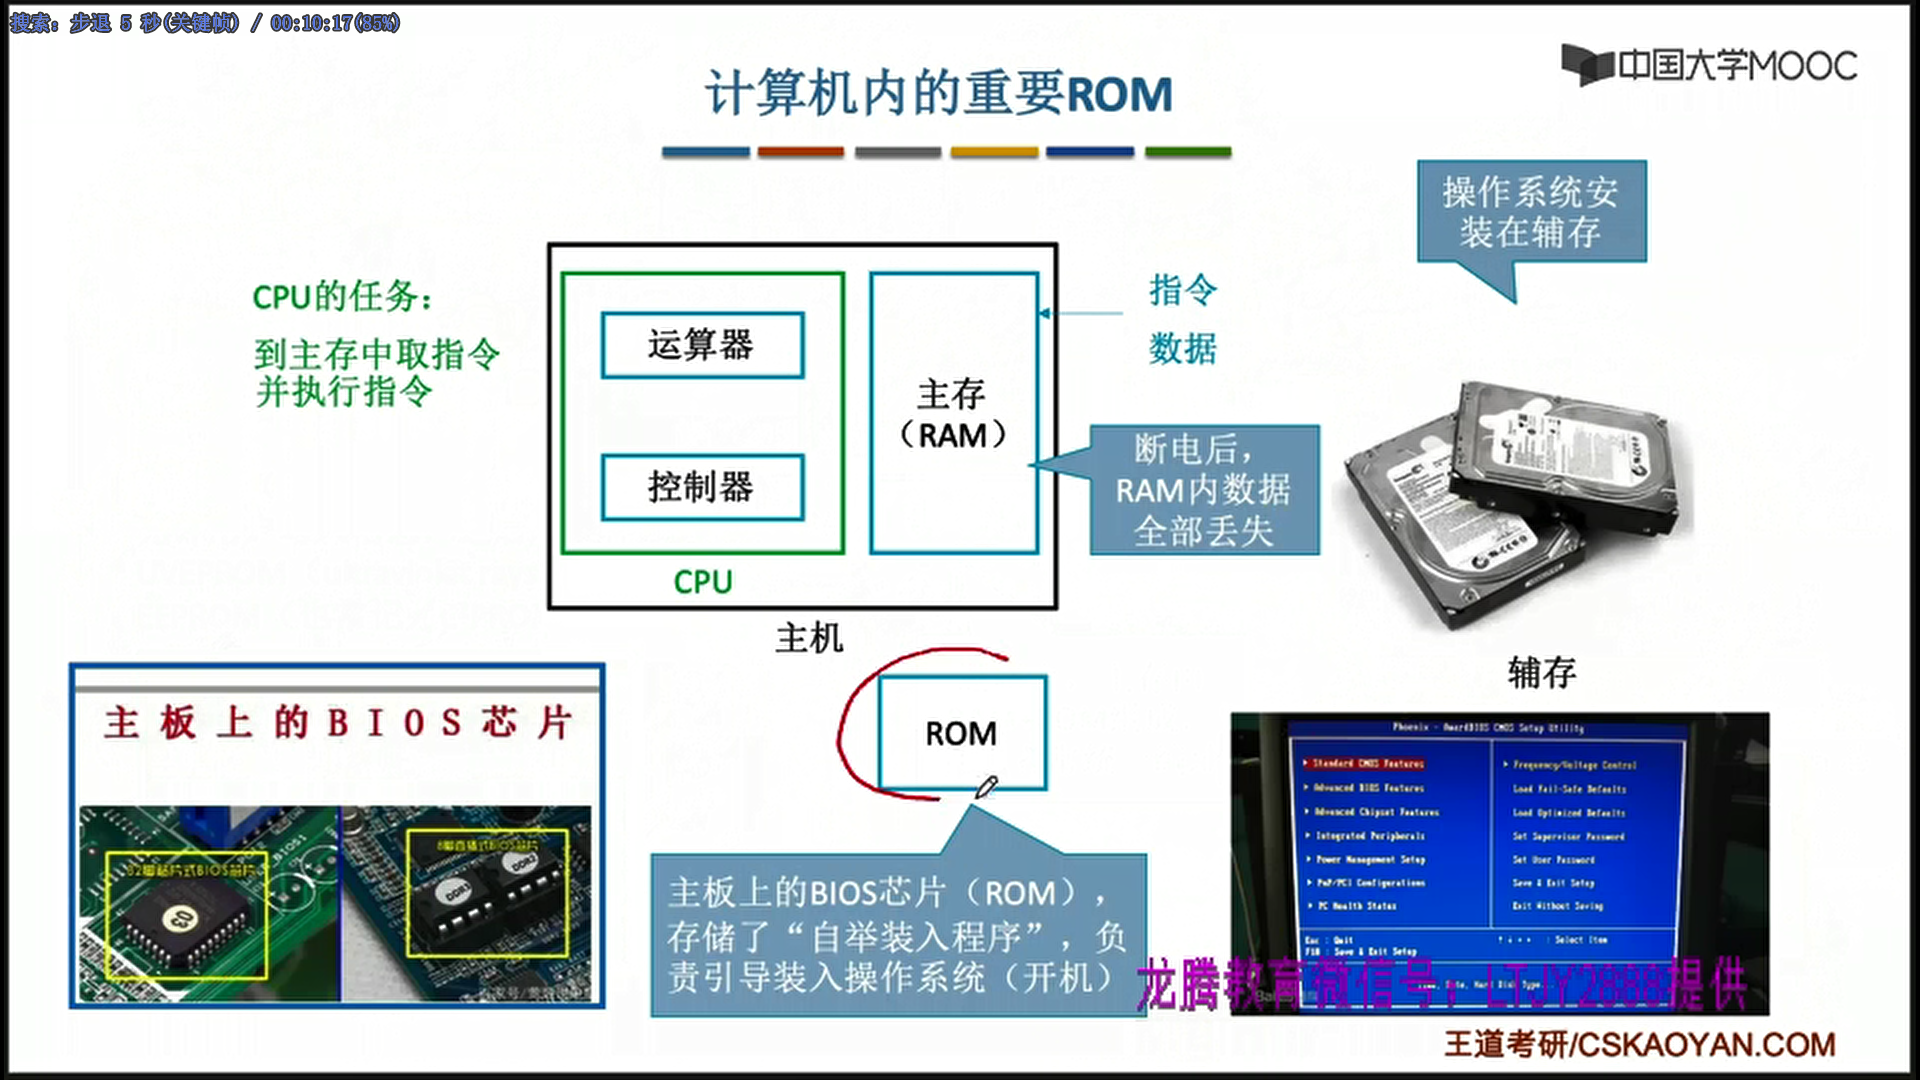 搜索: 步退 5 秒(关键帧) / 00:10:17(85%)
中国大学MOOC
计算机内的重要ROM
操作系统安
装在辅存
CPU的任务：
到主存中取指令
并执行指令
运算器
控制器
CPU
主存
（RAM）
指令
数据
断电后，
RAM内数据
全部丢失
主机
辅存
ROM
主板上的BIOS芯片
32脚贴片式BIOS芯片
8脚直插式BIOS芯片
主板上的BIOS芯片（ROM），
存储了“自举装入程序”，负
责引导装入操作系统（开机）
Phoenix - AwardBIOS CMOS Setup Utility
Standard CMOS Features
Advanced BIOS Features
Advanced Chipset Features
Integrated Peripherals
Power Management Setup
PnP/PCI Configurations
PC Health Status
Frequency/Voltage Control
Load Fail-Safe Defaults
Load Optimized Defaults
Set Supervisor Password
Set User Password
Save & Exit Setup
Exit Without Saving
Esc : Quit
F10 : Save & Exit Setup
: Select Item
龙腾教育微信号：LTJY2888提供
王道考研/CSKAOYAN.COM